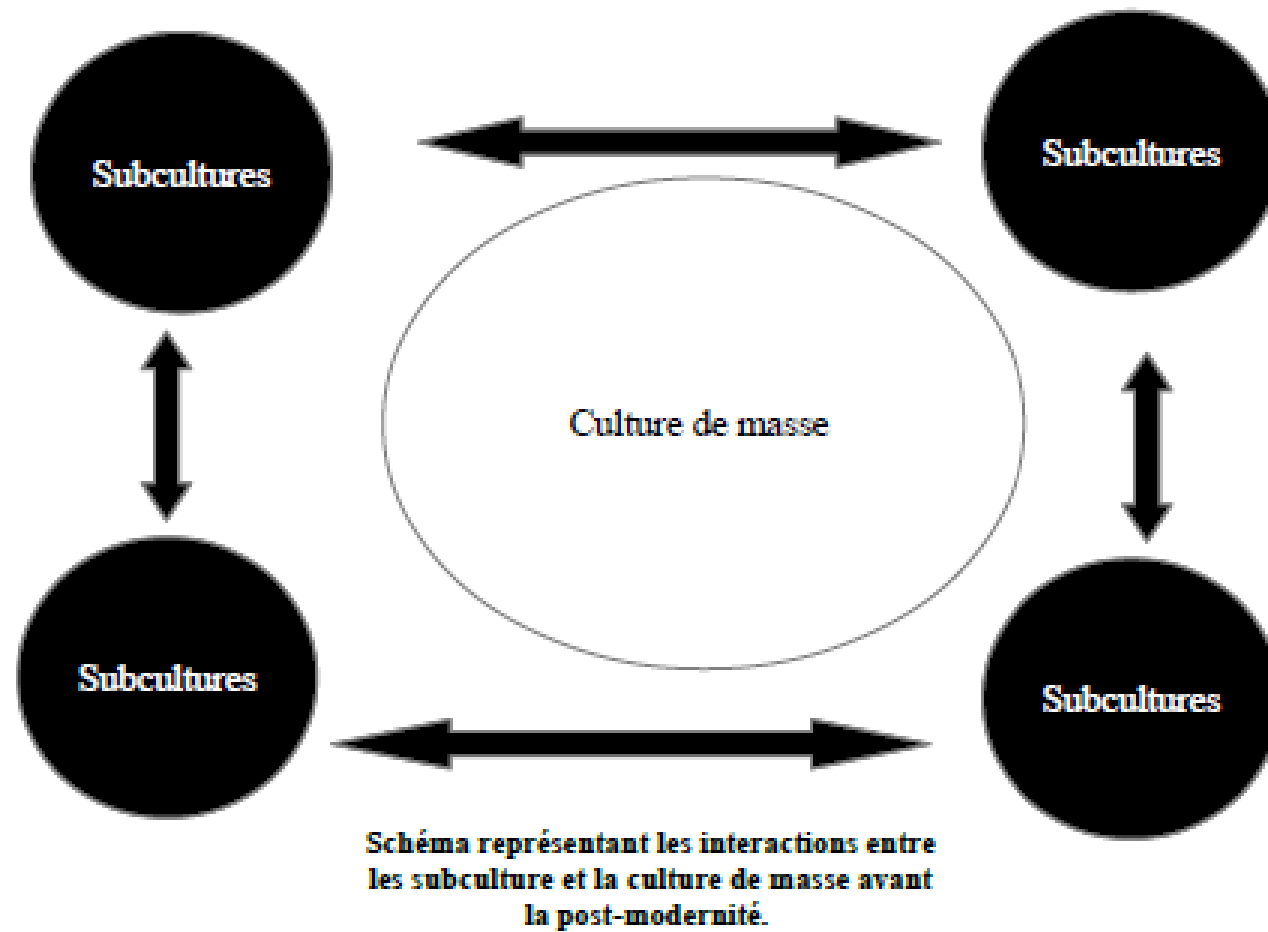 Subcultures
Subcultures
Culture de masse
Subcultures
Subcultures
Schéma représentant les interactions entre
les subculture et la culture de masse avant
la post-modernité.